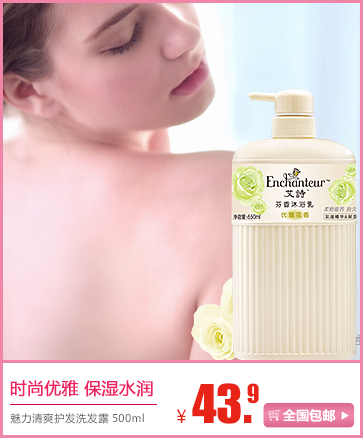 Enchanteur™
艾詩
芬香沐浴乳
净含量:650ml
优雅花香
时尚优雅 保湿水润
魅力清爽护发洗发露 500ml
¥ 43.9
全国包邮